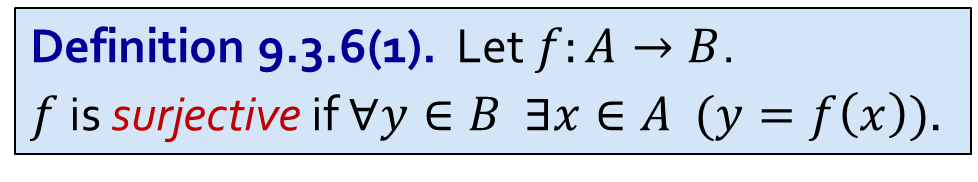 Definition 9.3.6(1). Let f: A → B.
f is surjective if ∀y ∈ B ∃x ∈ A (y = f(x)).